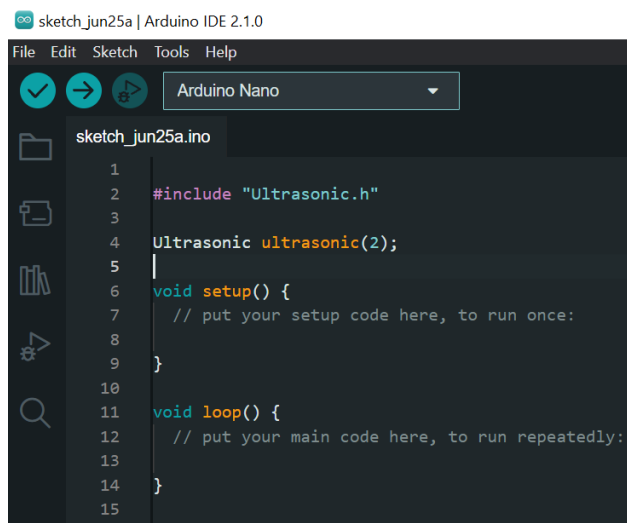 sketch_jun25a | Arduino IDE 2.1.0
File Edit Sketch Tools Help
Arduino Nano
sketch_jun25a.ino
1
2 #include "Ultrasonic.h"
3
4 Ultrasonic ultrasonic(2);
5
6 void setup() {
7 // put your setup code here, to run once:
8
9 }
10
11 void loop() {
12 // put your main code here, to run repeatedly:
13
14 }
15